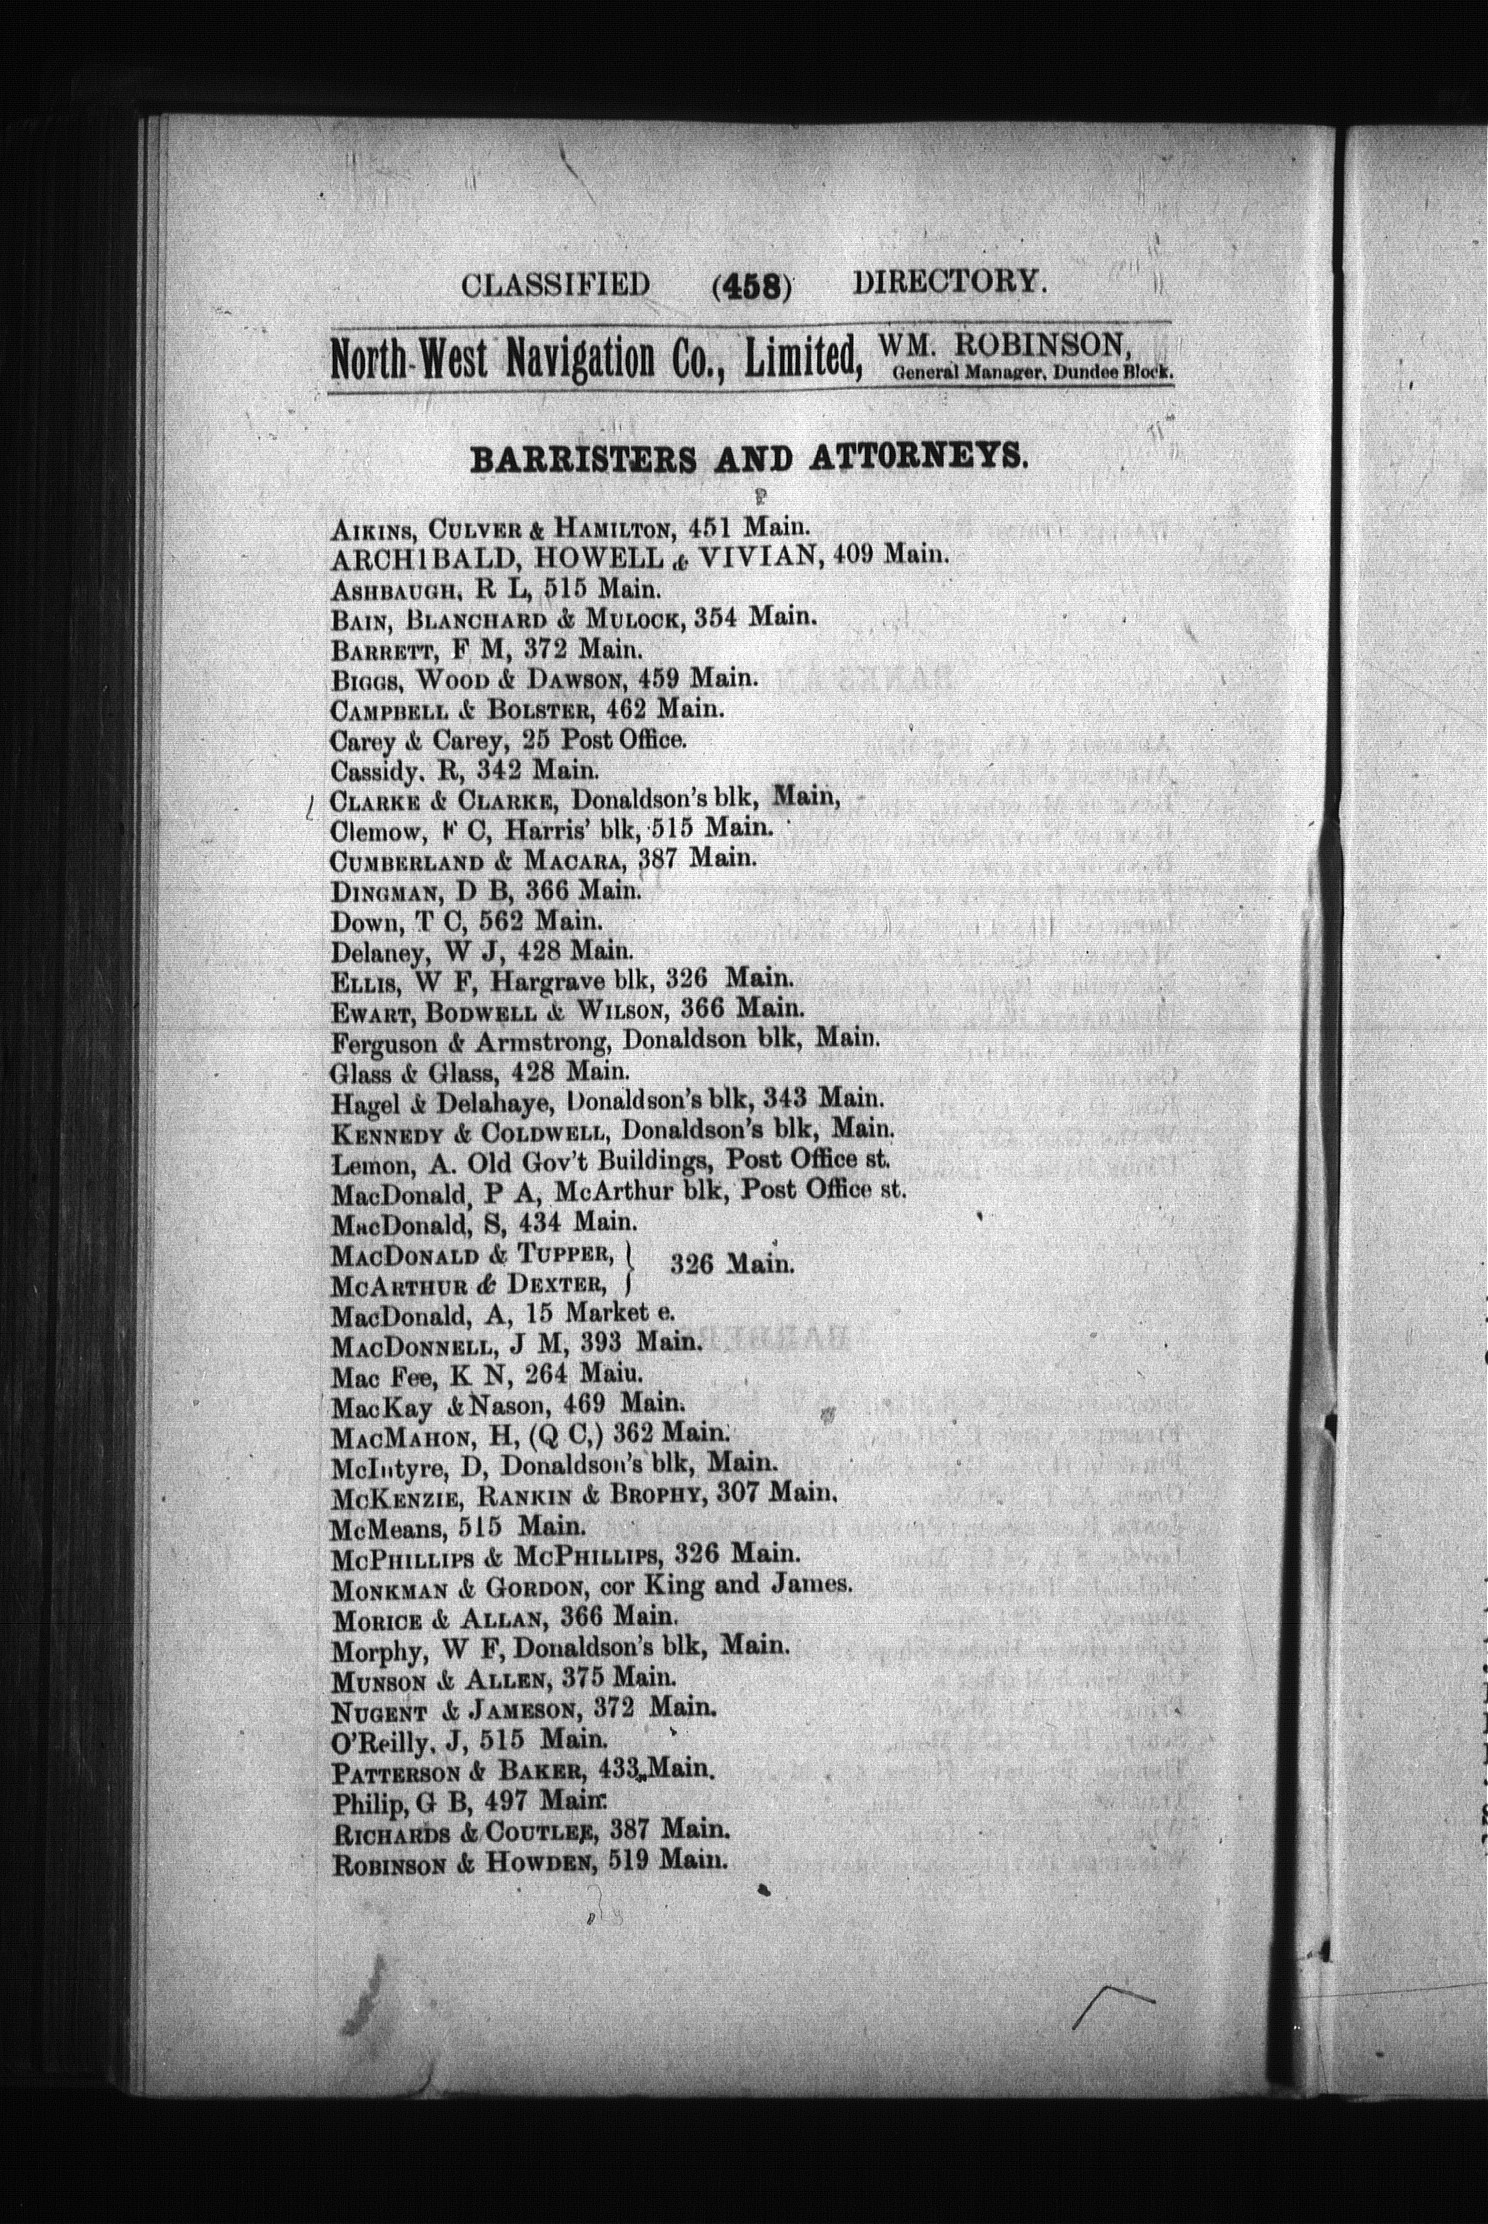 CLASSIFIED (458) DIRECTORY.
North-West Navigation Co., Limited, WM. ROBINSON,
General Manager, Dundee Block.
BARRISTERS AND ATTORNEYS.
AIKINS, CULVER & HAMILTON, 451 Main.
ARCHIBALD, HOWELL & VIVIAN, 409 Main.
ASHBAUGH, R L, 515 Main.
BAIN, BLANCHARD & MULOCK, 354 Main.
BARRETT, F M, 372 Main.
BIGGS, WOOD & DAWSON, 459 Main.
CAMPBELL & BOLSTER, 462 Main.
Carey & Carey, 25 Post Office.
Cassidy. R, 342 Main.
CLARKE & CLARKE, Donaldson's blk, Main,
Clemow, F C, Harris' blk, 515 Main.
CUMBERLAND & MACARA, 387 Main.
DINGMAN, D B, 366 Main.
Down, T C, 562 Main.
Delaney, W J, 428 Main.
ELLIS, W F, Hargrave blk, 326 Main.
EWART, BODWELL & WILSON, 366 Main.
Ferguson & Armstrong, Donaldson blk, Main.
Glass & Glass, 428 Main.
Hagel & Delahaye, Donaldson's blk, 343 Main.
KENNEDY & COLDWELL, Donaldson's blk, Main.
Lemon, A. Old Gov't Buildings, Post Office st.
MacDonald, P A, McArthur blk, Post Office st.
MacDonald, S, 434 Main.
MACDONALD & TUPPER, } 326 Main.
MCARTHUR & DEXTER, }
MacDonald, A, 15 Market e.
MACDONNELL, J M, 393 Main.
Mac Fee, K N, 264 Maiu.
MacKay & Nason, 469 Main.
MACMAHON, H, (Q C,) 362 Main.
McIntyre, D, Donaldson's blk, Main.
MCKENZIE, RANKIN & BROPHY, 307 Main.
McMeans, 515 Main.
MCPHILLIPS & MCPHILLIPS, 326 Main.
MONKMAN & GORDON, cor King and James.
MORICE & ALLAN, 366 Main.
Morphy, W F, Donaldson's blk, Main.
MUNSON & ALLEN, 375 Main.
NUGENT & JAMESON, 372 Main.
O'Reilly, J, 515 Main.
PATTERSON & BAKER, 433 Main.
Philip, G B, 497 Main.
RICHARDS & COUTLEE, 387 Main.
ROBINSON & HOWDEN, 519 Main.